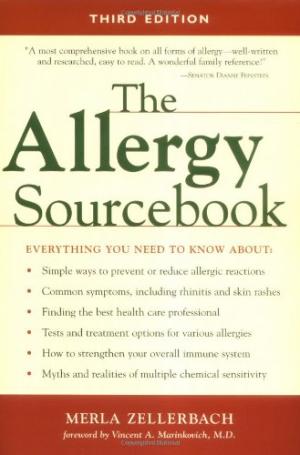 THIRD EDITION
"A most comprehensive book on all forms of allergy—well-written
and researched, easy to read. A wonderful family reference!"
—SENATOR DIANNE FEINSTEIN
The
Allergy
Sourcebook
EVERYTHING YOU NEED TO KNOW ABOUT:
• Simple ways to prevent or reduce allergic reactions
• Common symptoms, including rhinitis and skin rashes
• Finding the best health care professional
• Tests and treatment options for various allergies
• How to strengthen your overall immune system
• Myths and realities of multiple chemical sensitivity
MERLA ZELLERBACH
foreword by Vincent A. Marinkovich, M.D.